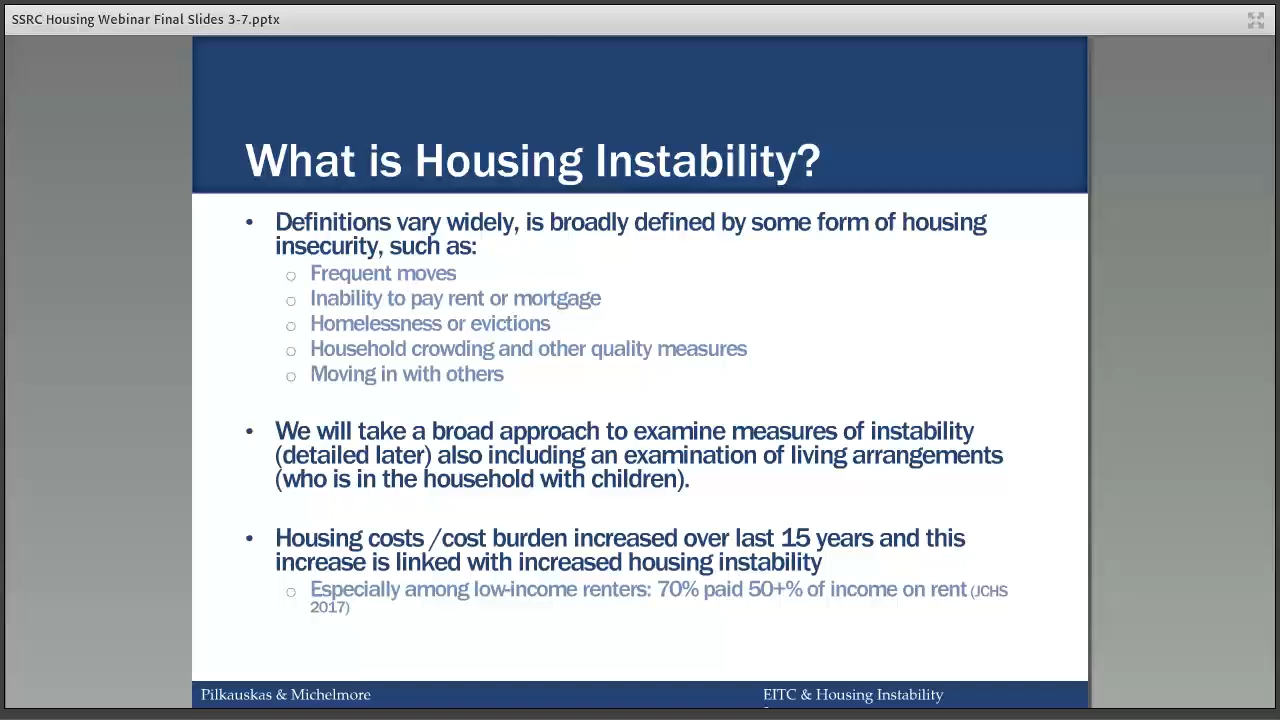 SSRC Housing Webinar Final Slides 3-7.pptx
What is Housing Instability?
• Definitions vary widely, is broadly defined by some form of housing
insecurity, such as:
o Frequent moves
o Inability to pay rent or mortgage
o Homelessness or evictions
o Household crowding and other quality measures
o Moving in with others
• We will take a broad approach to examine measures of instability
(detailed later) also including an examination of living arrangements
(who is in the household with children).
• Housing costs /cost burden increased over last 15 years and this
increase is linked with increased housing instability
o Especially among low-income renters: 70% paid 50+% of income on rent (JCHS
2017)
Pilkauskas & Michelmore
EITC & Housing Instability